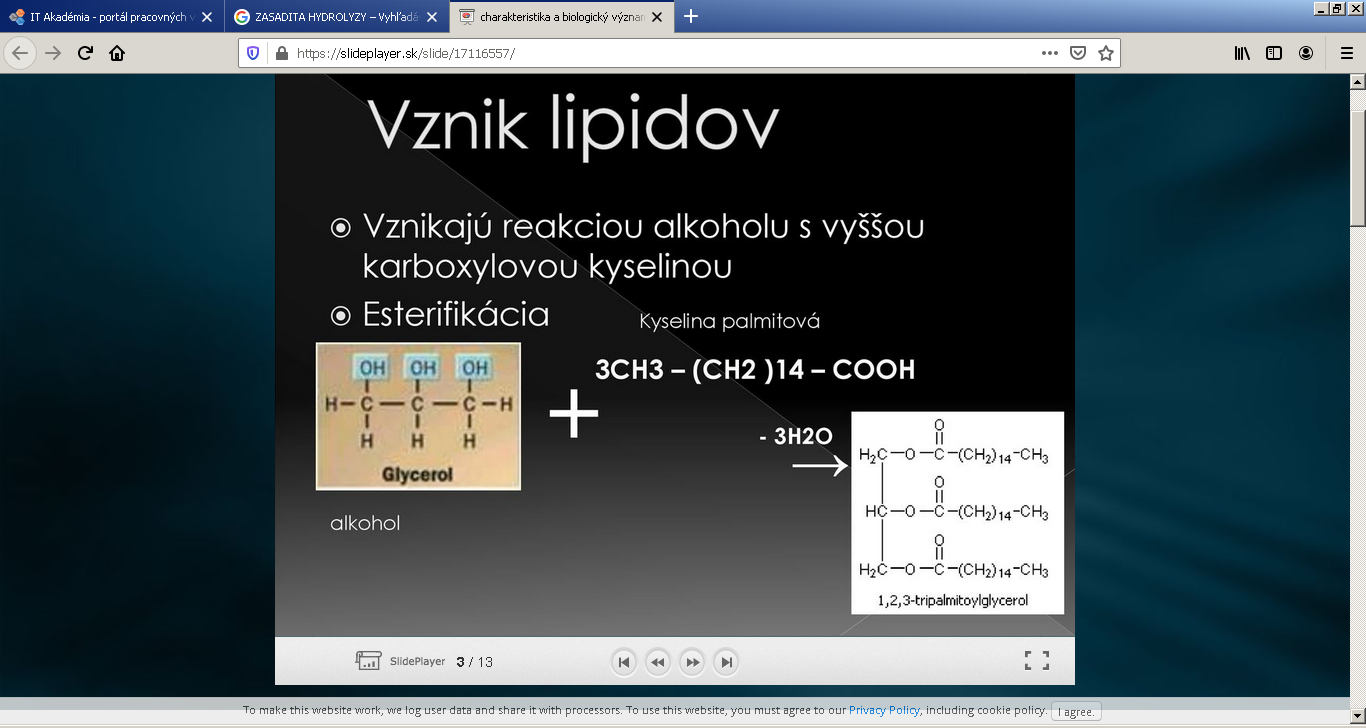 IT Akadémia - portál pracovných
ZASADITA HYDROLYZY – Vyhľadá
charakteristika a biologický význam
https://slideplayer.sk/slide/17116557/
Vznik lipidov
Vznikajú reakciou alkoholu s vyššou
karboxylovou kyselinou
Esterifikácia
Kyselina palmitová
OH OH OH
H–C–C–C–H
H H H
Glycerol
alkohol
+
3CH3 – (CH2 )14 – COOH
- 3H2O
→
O
H₂C–O–C–(CH₂)₁₄–CH₃
O
HC–O–C–(CH₂)₁₄–CH₃
O
H₂C–O–C–(CH₂)₁₄–CH₃
1,2,3-tripalmitoylglycerol
SlidePlayer 3 / 13
To make this website work, we log user data and share it with processors. To use this website, you must agree to our Privacy Policy, including cookie policy. I agree.